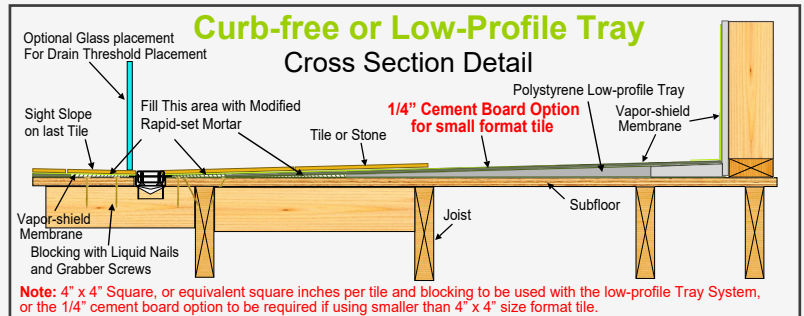 Curb-free or Low-Profile Tray
Cross Section Detail
Optional Glass placement
For Drain Threshold Placement
Sight Slope
on last Tile
Fill This area with Modified
Rapid-set Mortar
Tile or Stone
1/4” Cement Board Option
for small format tile
Polystyrene Low-profile Tray
Vapor-shield
Membrane
Vapor-shield
Membrane
Blocking with Liquid Nails
and Grabber Screws
Joist
Subfloor
Note: 4” x 4” Square, or equivalent square inches per tile and blocking to be used with the low-profile Tray System,
or the 1/4” cement board option to be required if using smaller than 4” x 4” size format tile.